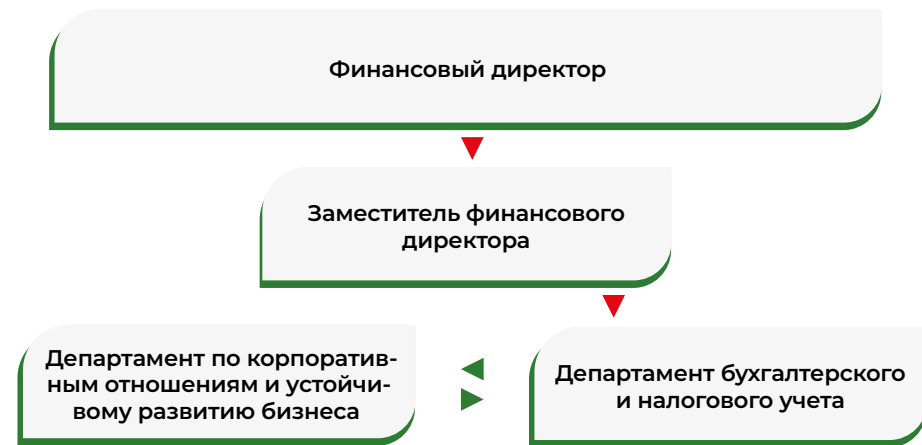 Финансовый директор
Заместитель финансового
директора
Департамент по корпоратив-
ным отношениям и устойчи-
вому развитию бизнеса
Департамент бухгалтерского
и налогового учета